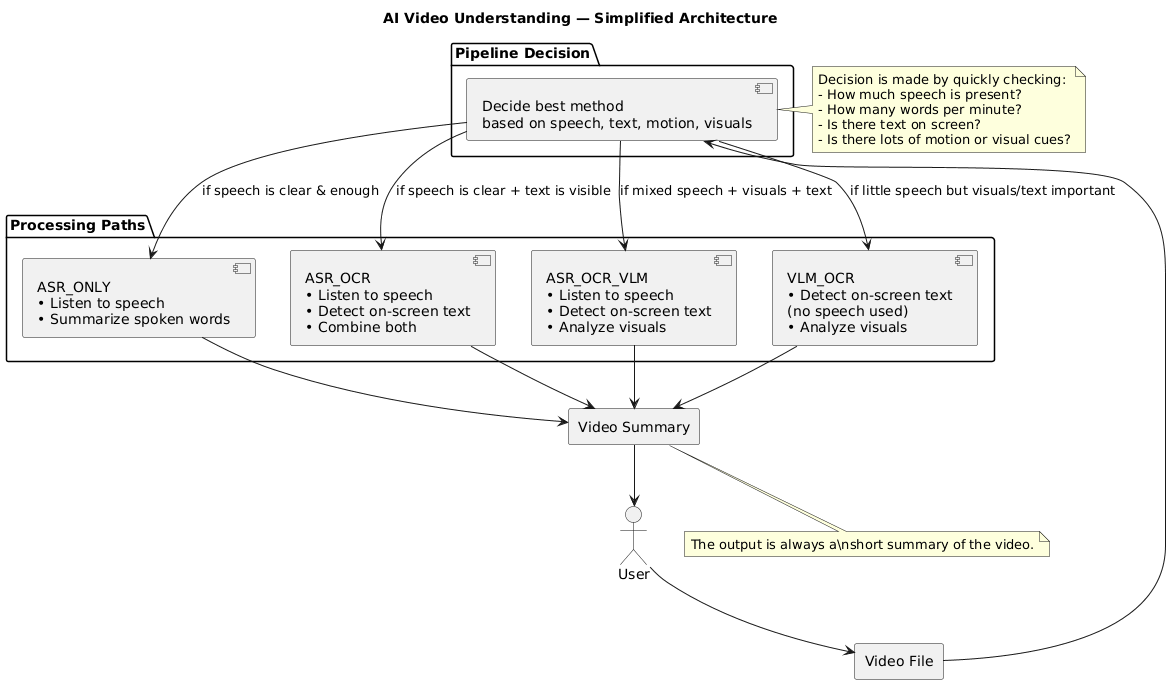 AI Video Understanding — Simplified Architecture
Pipeline Decision
Decide best method
based on speech, text, motion, visuals
Decision is made by quickly checking:
- How much speech is present?
- How many words per minute?
- Is there text on screen?
- Is there lots of motion or visual cues?
if speech is clear & enough
if speech is clear + text is visible
if mixed speech + visuals + text
if little speech but visuals/text important
Processing Paths
ASR_ONLY
• Listen to speech
• Summarize spoken words
ASR_OCR
• Listen to speech
• Detect on-screen text
• Combine both
ASR_OCR_VLM
• Listen to speech
• Detect on-screen text
• Analyze visuals
VLM_OCR
• Detect on-screen text
(no speech used)
• Analyze visuals
Video Summary
The output is always a\nshort summary of the video.
User
Video File